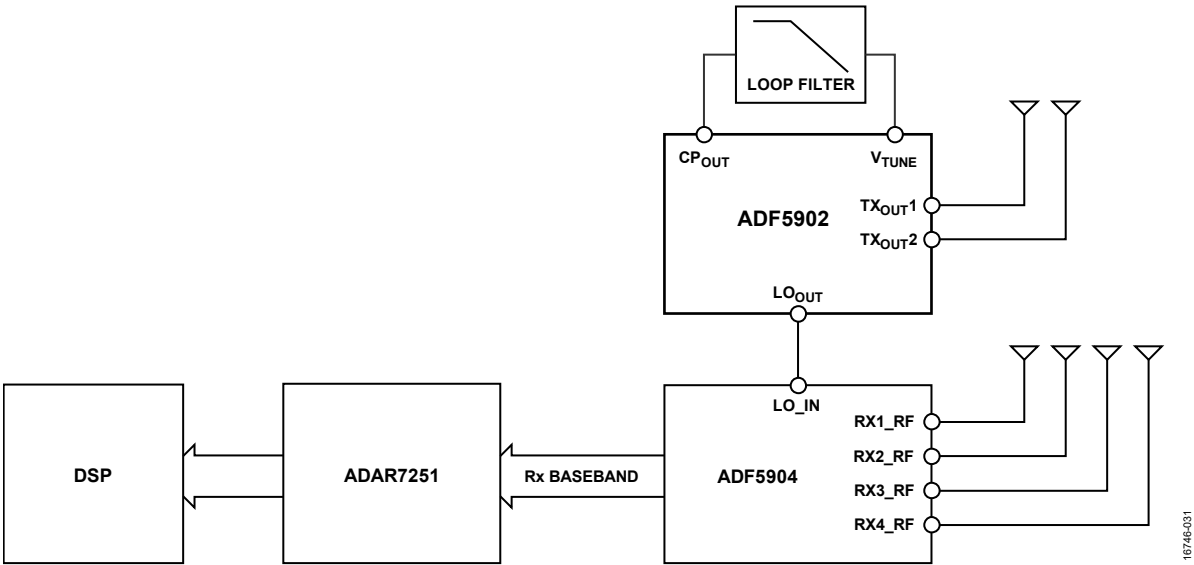 LOOP FILTER
CPOUT
VTUNE
ADF5902
TXOUT1
TXOUT2
LOOUT
LO_IN
DSP
ADAR7251
Rx BASEBAND
ADF5904
RX1_RF
RX2_RF
RX3_RF
RX4_RF
16746-031